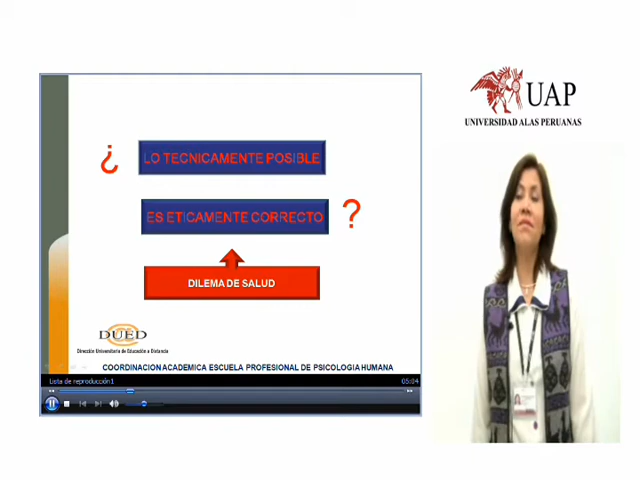 ¿ LO TECNICAMENTE POSIBLE
ES ETICAMENTE CORRECTO ?
DILEMA DE SALUD
DUED
Dirección Universitaria de Educación a Distancia
COORDINACION ACADEMICA ESCUELA PROFESIONAL DE PSICOLOGIA HUMANA
Lista de reproducción1
05:04
UAP
UNIVERSIDAD ALAS PERUANAS